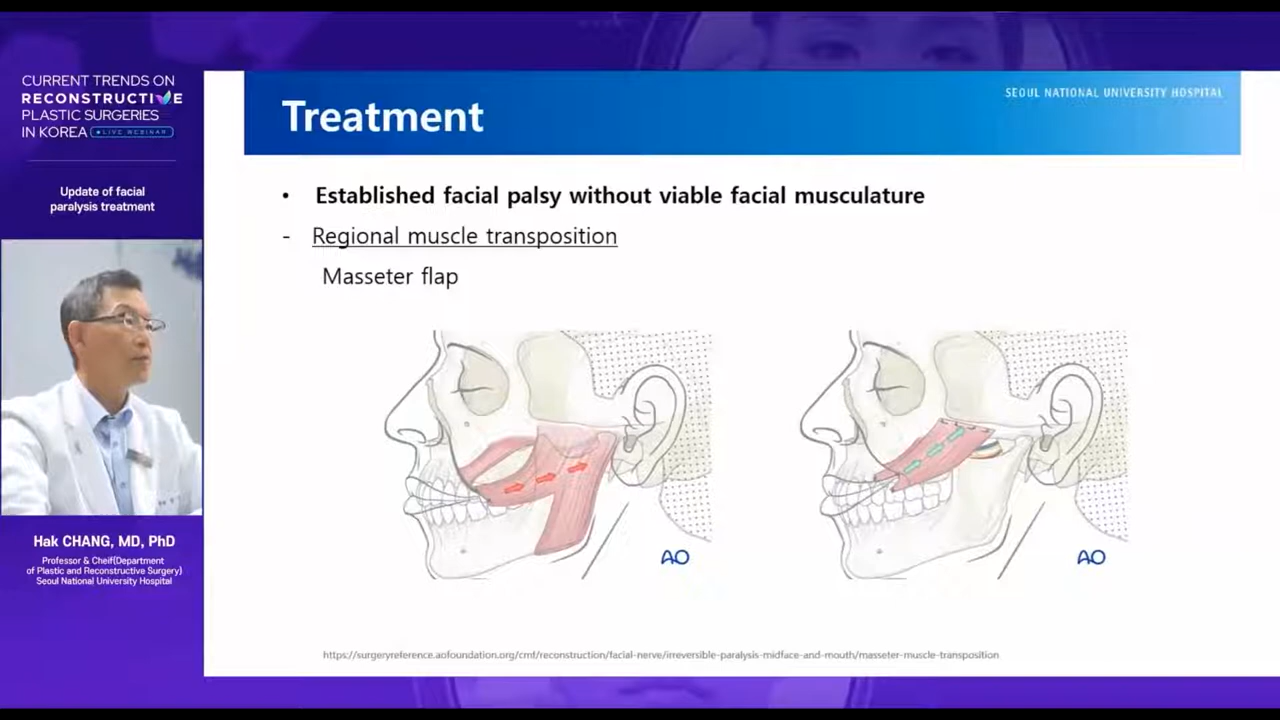 CURRENT TRENDS ON
RECONSTRUCTIVE
PLASTIC SURGERIES
IN KOREA LIVE WEBINAR
Update of facial
paralysis treatment
Hak CHANG, MD, PhD
Professor & Cheif(Department
of Plastic and Reconstructive Surgery)
Seoul National University Hospital
SEOUL NATIONAL UNIVERSITY HOSPITAL
Treatment
• Established facial palsy without viable facial musculature
- Regional muscle transposition
Masseter flap
AO
AO
https://surgeryreference.aofoundation.org/cmf/reconstruction/facial-nerve/irreversible-paralysis-midface-and-mouth/masseter-muscle-transposition